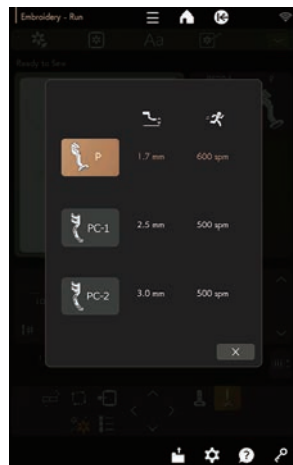 Embroidery - Run
Aa
Ready to Sew
P 1.7 mm 600 spm
PC-1 2.5 mm 500 spm
PC-2 3.0 mm 500 spm
X